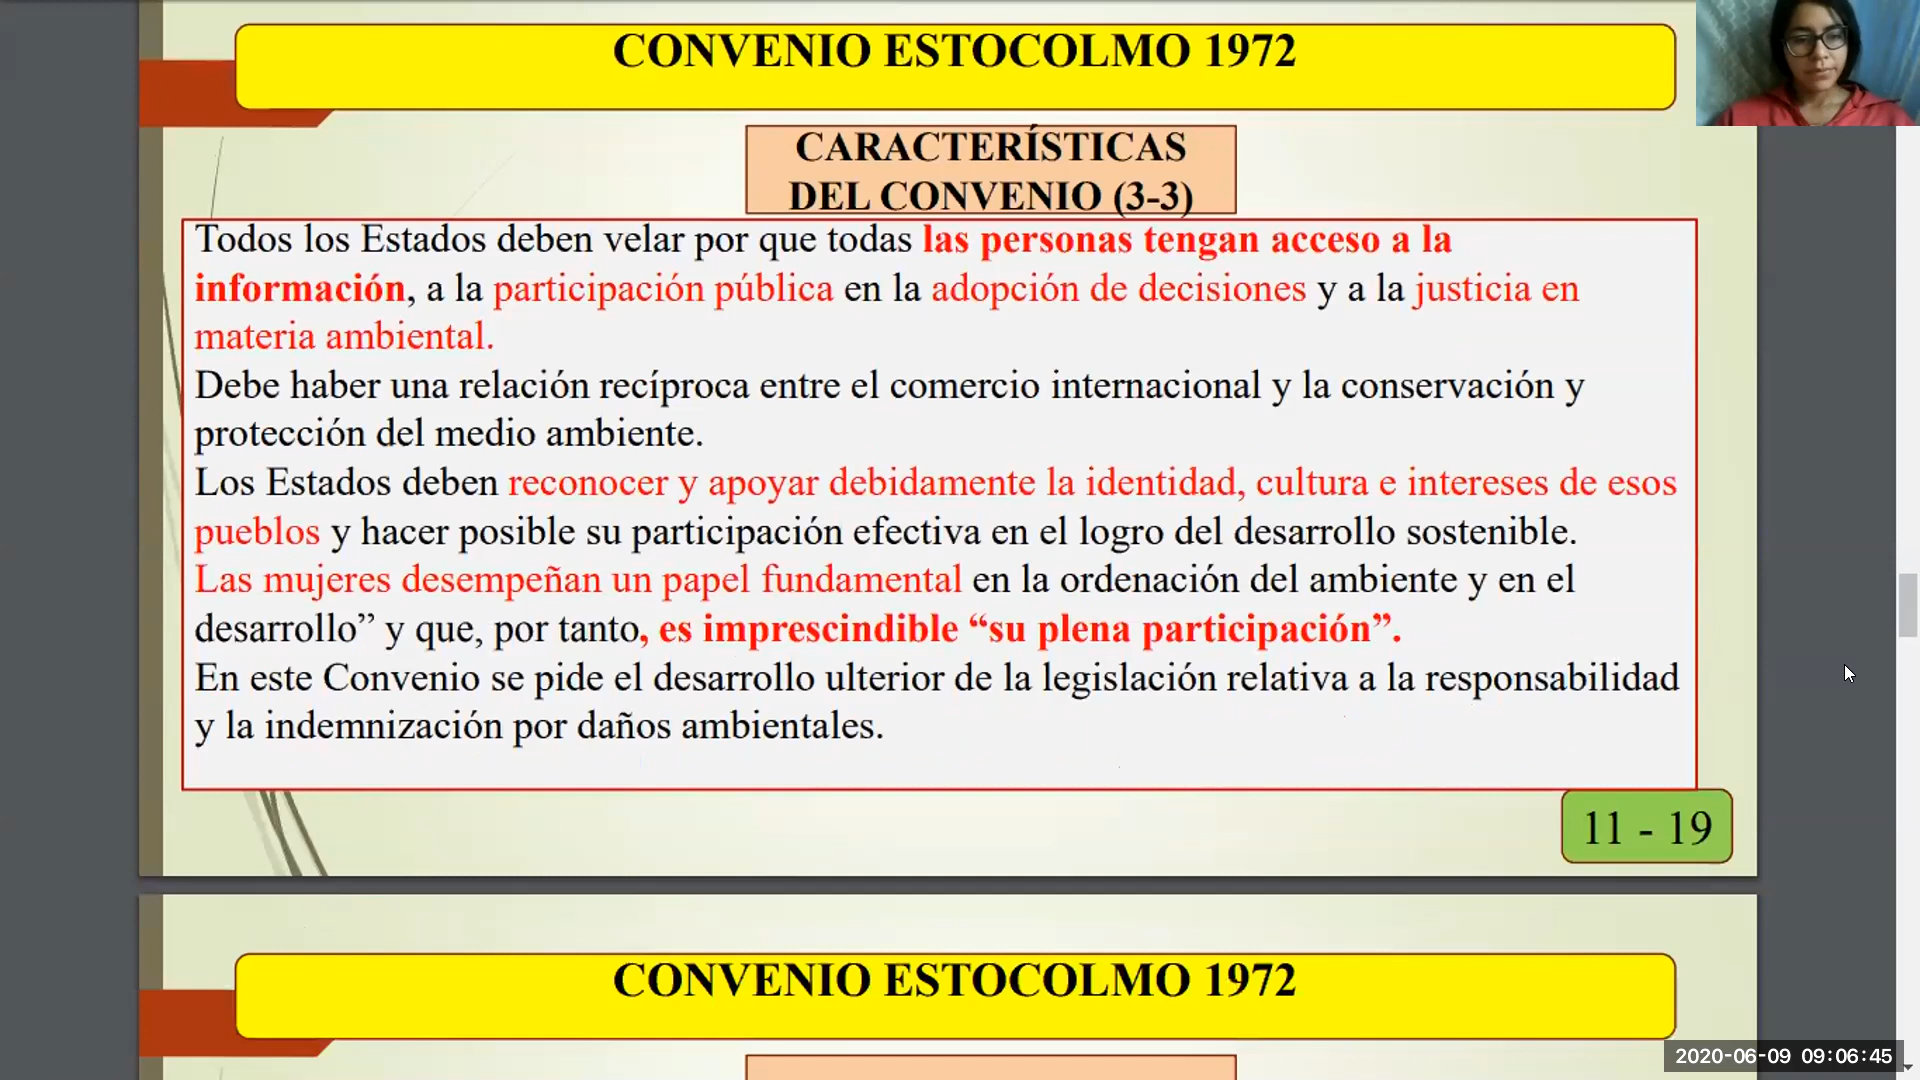 CONVENIO ESTOCOLMO 1972
CARACTERÍSTICAS
DEL CONVENIO (3-3)
Todos los Estados deben velar por que todas las personas tengan acceso a la
información, a la participación pública en la adopción de decisiones y a la justicia en
materia ambiental.
Debe haber una relación recíproca entre el comercio internacional y la conservación y
protección del medio ambiente.
Los Estados deben reconocer y apoyar debidamente la identidad, cultura e intereses de esos
pueblos y hacer posible su participación efectiva en el logro del desarrollo sostenible.
Las mujeres desempeñan un papel fundamental en la ordenación del ambiente y en el
desarrollo” y que, por tanto, es imprescindible “su plena participación”.
En este Convenio se pide el desarrollo ulterior de la legislación relativa a la responsabilidad
y la indemnización por daños ambientales.
11 - 19
CONVENIO ESTOCOLMO 1972
2020-06-09 09:06:45